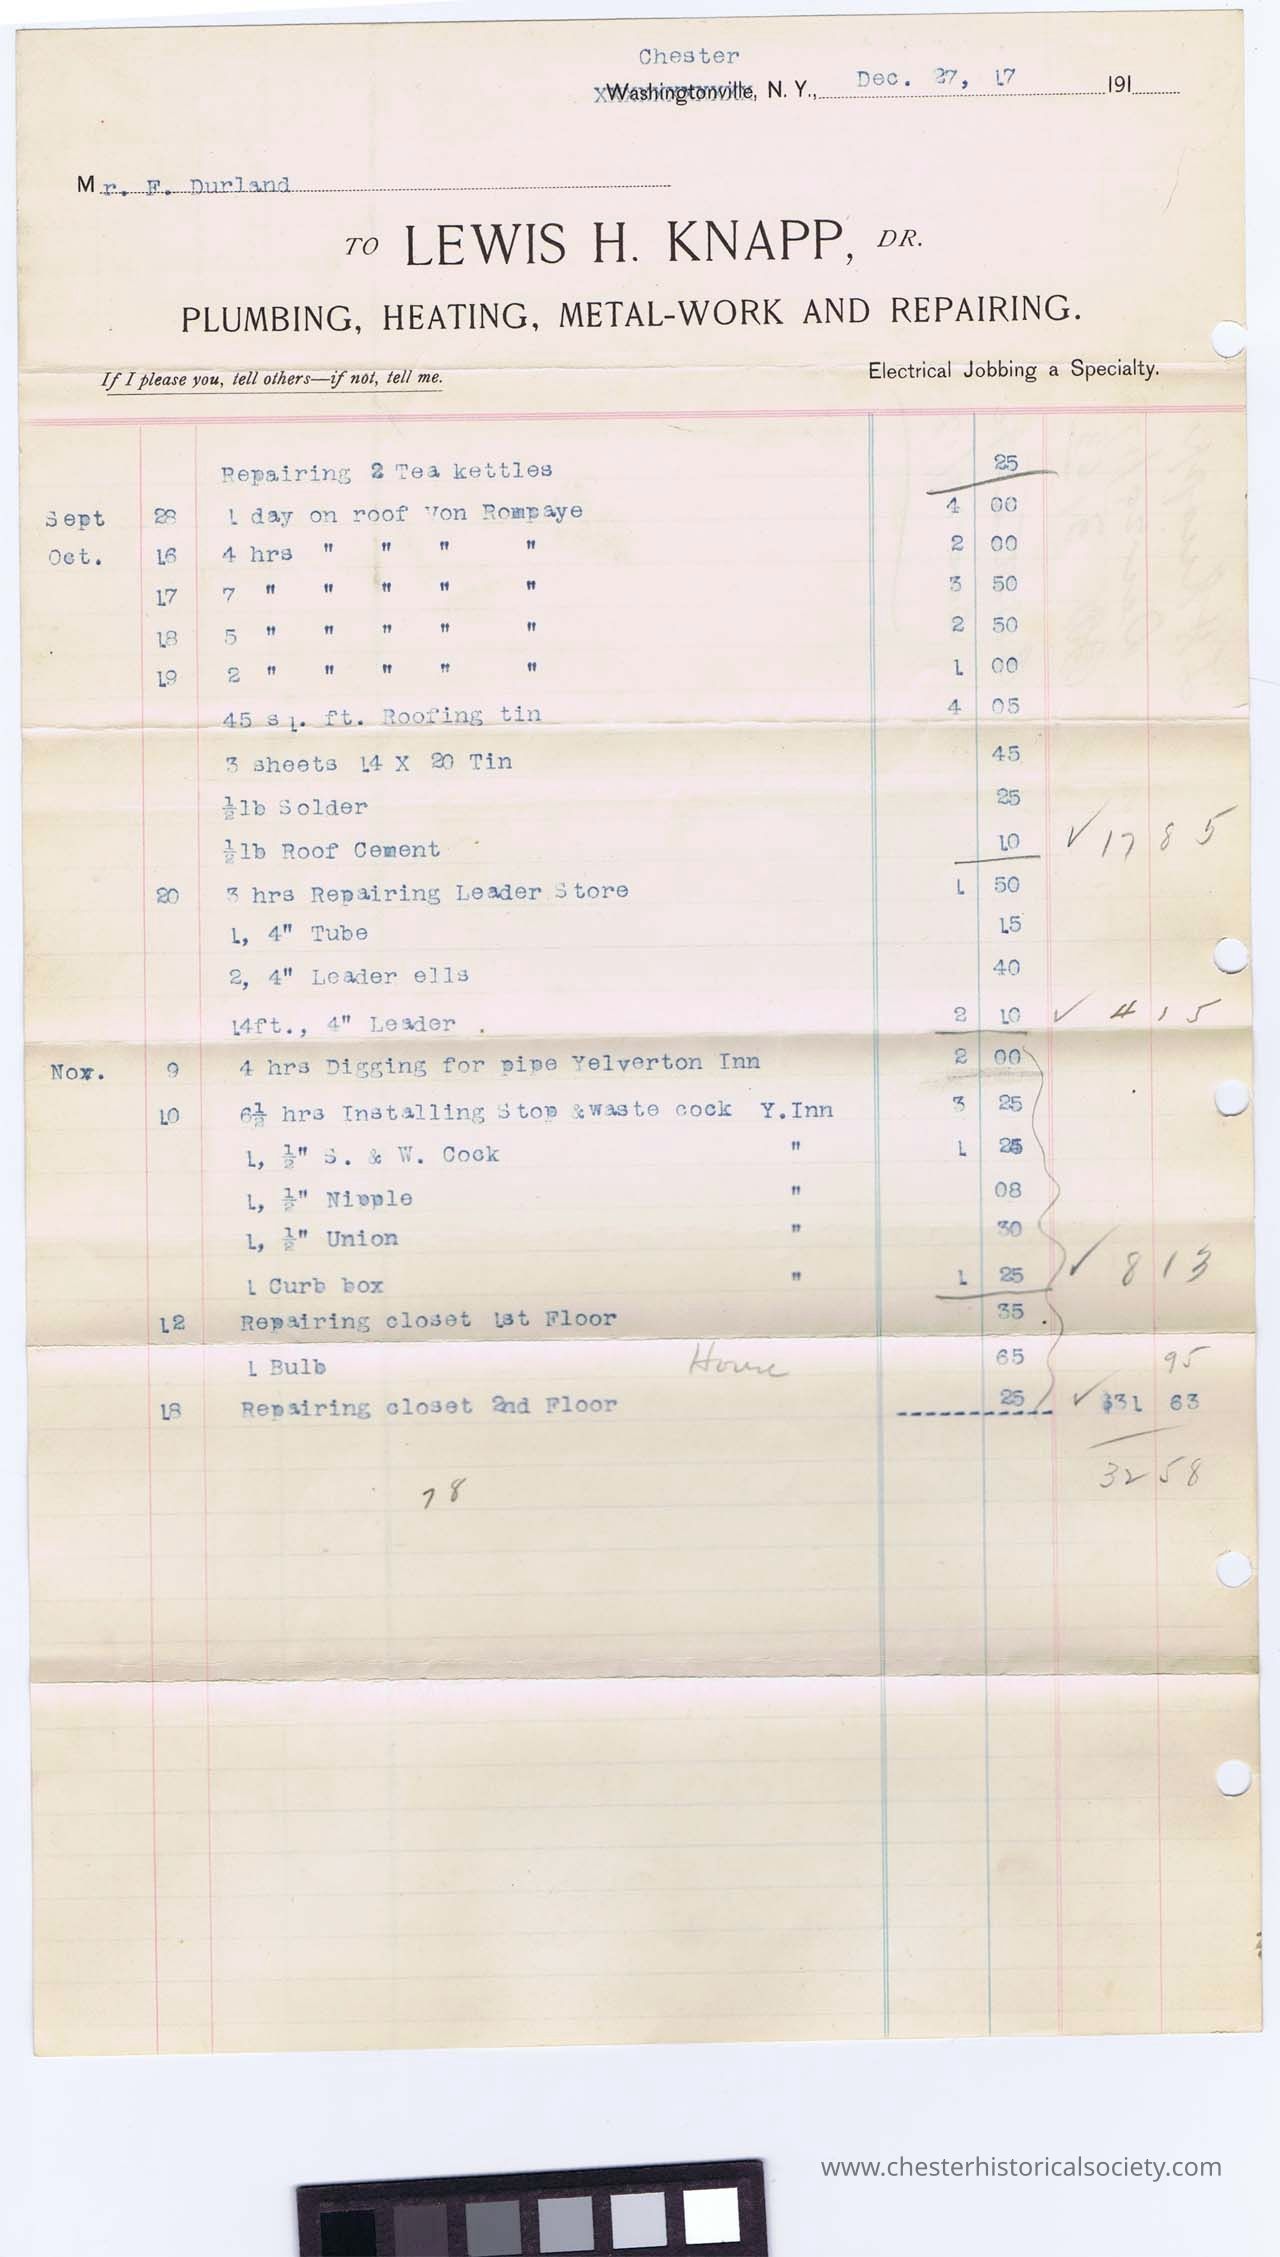 Chester
Washingtonville, N. Y., Dec. 27, 17 191
Mr. F. Durland
TO LEWIS H. KNAPP, DR.
PLUMBING, HEATING, METAL-WORK AND REPAIRING.
If I please you, tell others—if not, tell me.
Electrical Jobbing a Specialty.
Repairing 2 Tea kettles 25
Sept 28 1 day on roof Von Rompaye 4 00
Oct. 16 4 hrs " " " " 2 00
17 7 " " " " " 3 50
18 5 " " " " " 2 50
19 2 " " " " " 1 00
45 sq. ft. Roofing tin 4 05
3 sheets 14 X 20 Tin 45
½lb Solder 25
½lb Roof Cement 10 ✓ 17 85
20 3 hrs Repairing Leader Store 1 50
1, 4" Tube 15
2, 4" Leader ells 40
14ft., 4" Leader . 2 10 ✓ 4 15
Nov. 9 4 hrs Digging for pipe Yelverton Inn 2 00
10 6½ hrs Installing Stop &waste cock Y.Inn 3 25
1, ½" S. & W. Cock " 1 25
1, ½" Nipple " 08
1, ½" Union " 30
1 Curb box " 1 25 ✓ 8 13
12 Repairing closet 1st Floor 35
1 Bulb House 65 95
18 Repairing closet 2nd Floor 25 ✓ $31 63
32 58
78
www.chesterhistoricalsociety.com